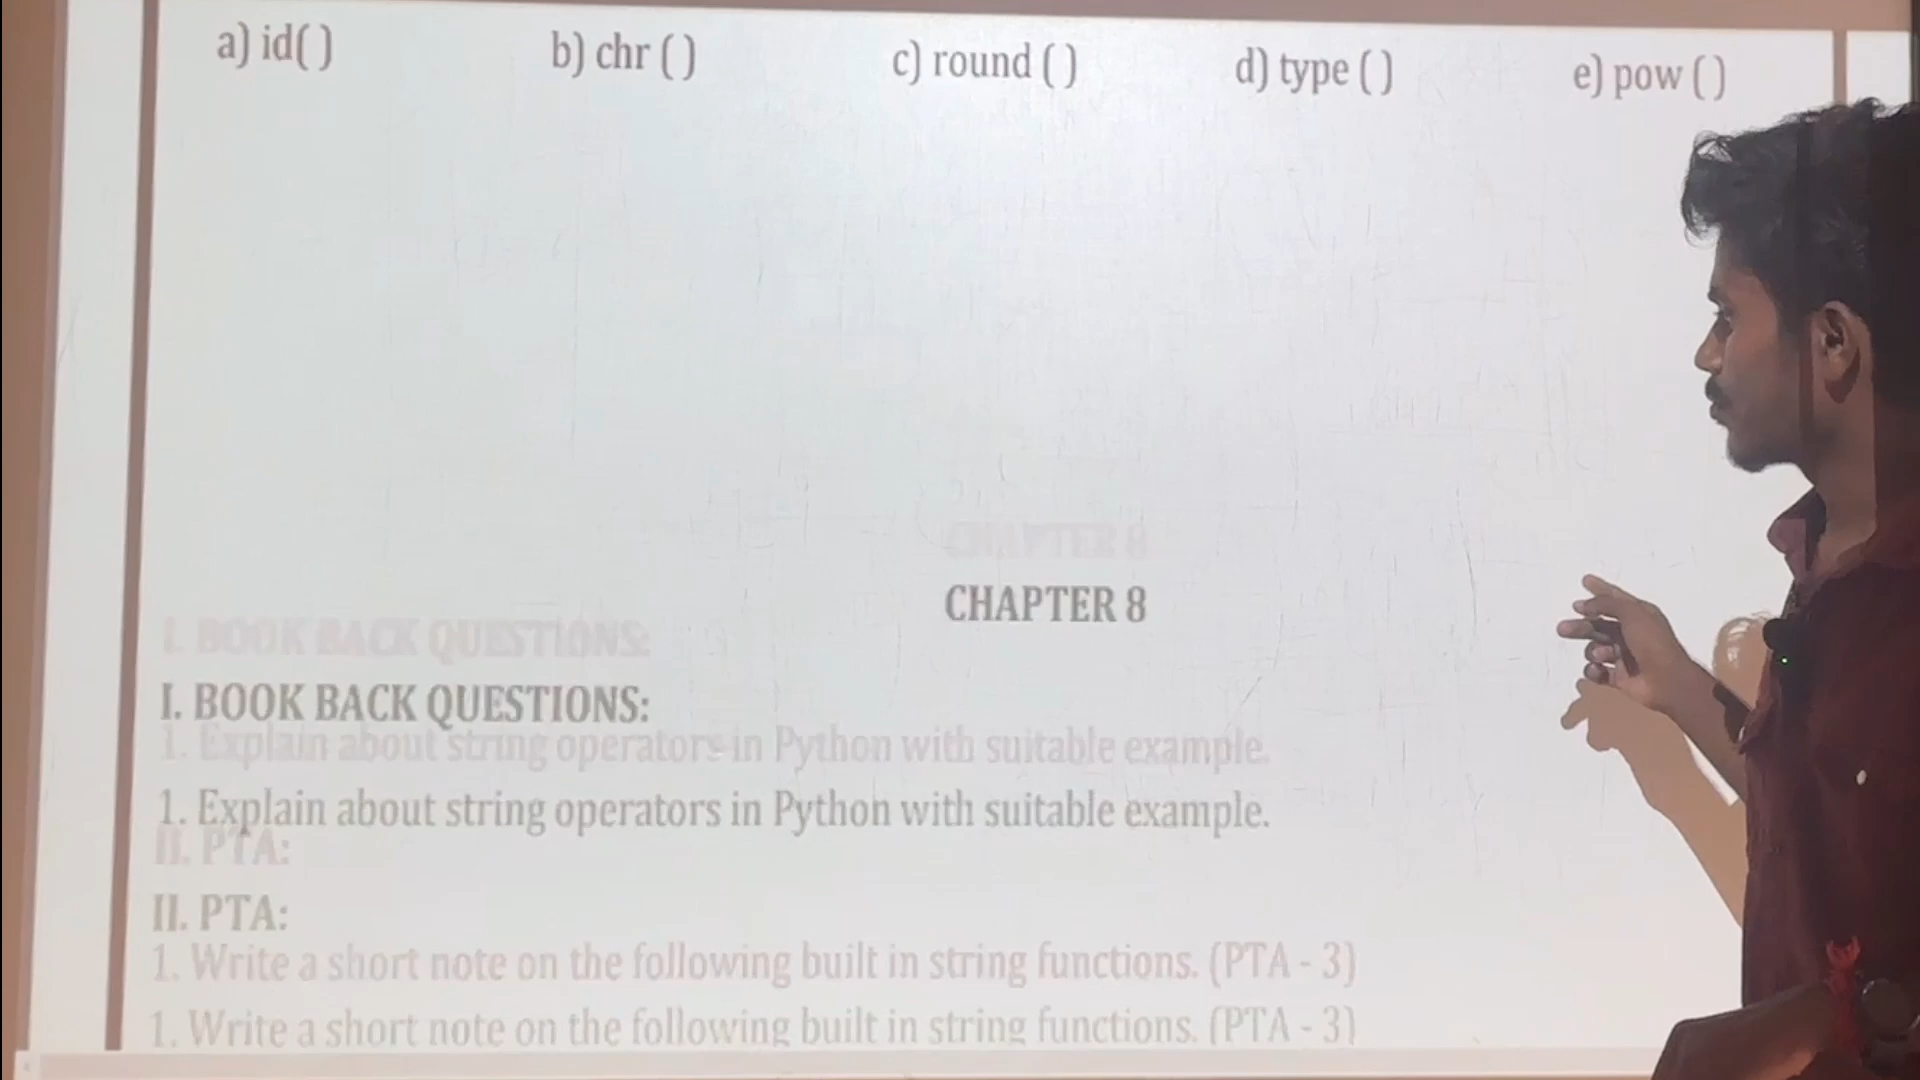 a) id( ) b) chr ( ) c) round ( ) d) type ( ) e) pow ( )
CHAPTER 8
CHAPTER 8
I. BOOK BACK QUESTIONS:
I. BOOK BACK QUESTIONS:
1. Explain about string operators in Python with suitable example.
1. Explain about string operators in Python with suitable example.
II. PTA:
II. PTA:
1. Write a short note on the following built in string functions. (PTA - 3)
1. Write a short note on the following built in string functions. (PTA - 3)